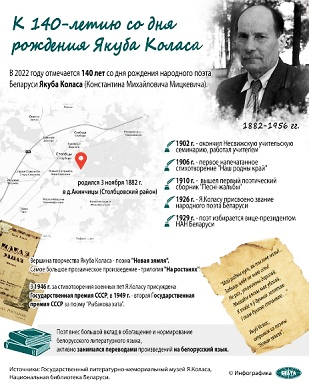 К 140-летию со дня
рождения Якуба Коласа
В 2022 году отмечается 140 лет со дня рождения народного поэта
Беларуси Якуба Коласа (Константина Михайловича Мицкевича).
1882-1956 гг.
родился 3 ноября 1882 г.
в д.Акинчицы (Столбцовский район)
1902 г. - окончил Несвижскую учительскую
семинарию, работал учителем
1906 г. - первое напечатанное
стихотворение "Наш родны край"
1910 г. - вышел первый поэтический
сборник "Песні-жальбы"
1926 г. - Я.Коласу присвоено звание
народного поэта Беларуси
1929 г. - поэт избирается вице-президентом
НАН Беларуси
Вершина творчества Якуба Коласа - поэма "Новая земля".
Самое большое прозаическое произведение - трилогия "На ростанях"
В 1946 г. за стихотворения военных лет Я.Коласу присуждена
Государственная премия СССР, в 1949 г. - вторая Государственная
премия СССР за поэму "Рыбакова хата".
Поэт внес большой вклад в обогащение и нормирование
белорусского литературного языка,
активно занимался переводами произведений на белорусский язык.
Источники: Государственный литературно-мемориальный музей Я.Коласа,
Национальная библиотека Беларуси.
© Инфографика
БЕЛТА